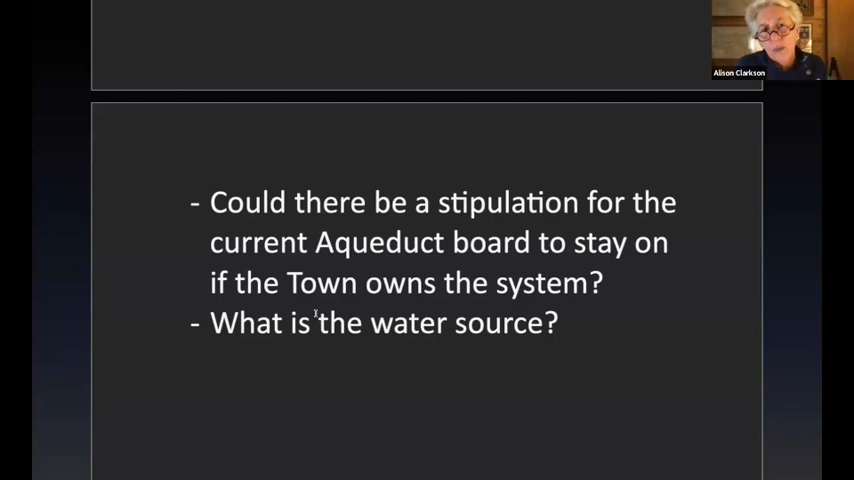 Alison Clarkson
- Could there be a stipulation for the
current Aqueduct board to stay on
if the Town owns the system?
- What is the water source?